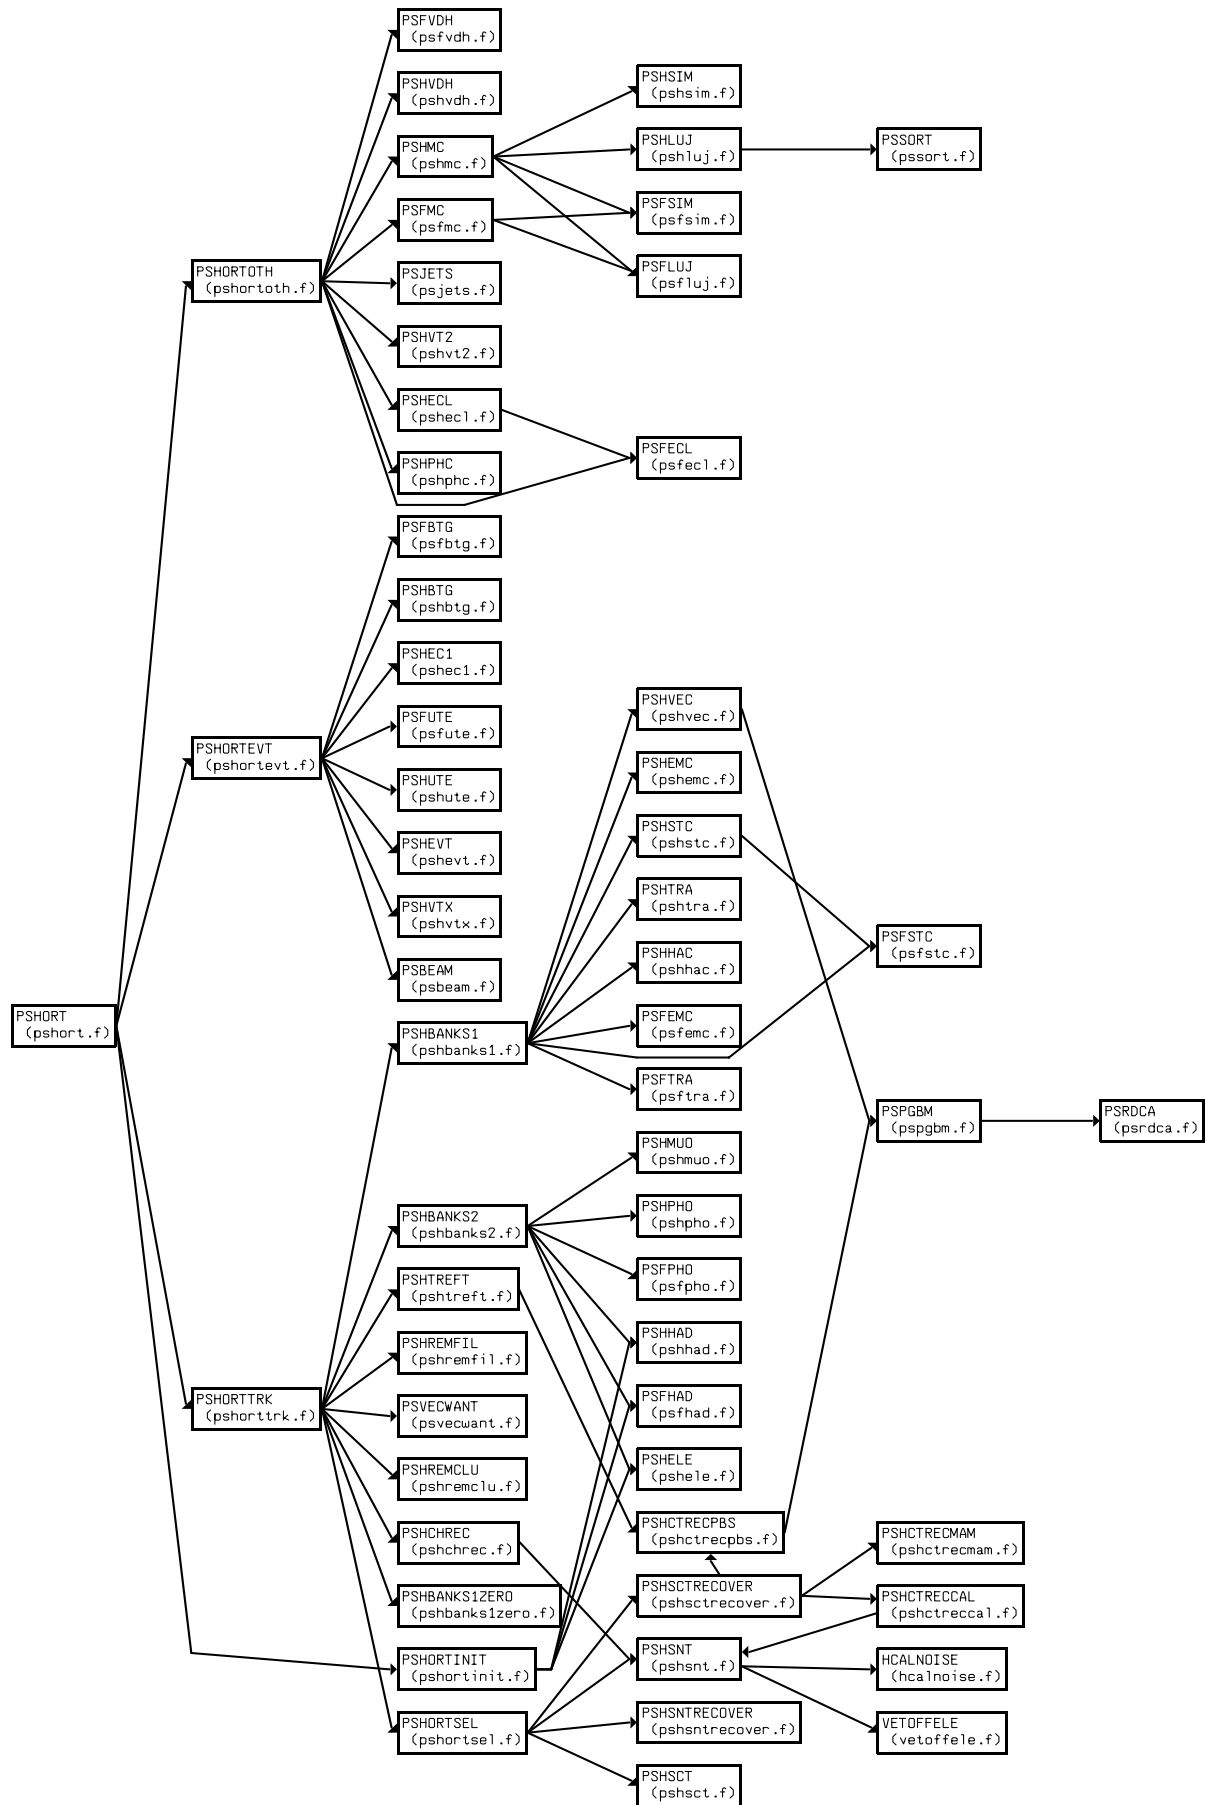 PSFVDH
(psfvdh.f)
PSHVDH
(pshvdh.f)
PSHMC
(pshmc.f)
PSFMC
(psfmc.f)
PSJETS
(psjets.f)
PSHVT2
(pshvt2.f)
PSHECL
(pshecl.f)
PSHPHC
(pshphc.f)
PSHSIM
(pshsim.f)
PSHLUJ
(pshluj.f)
PSFSIM
(psfsim.f)
PSFLUJ
(psfluj.f)
PSFECL
(psfecl.f)
PSSORT
(pssort.f)
PSHORTOTH
(pshortoth.f)
PSFBTG
(psfbtg.f)
PSHBTG
(pshbtg.f)
PSHEC1
(pshec1.f)
PSFUTE
(psfute.f)
PSHUTE
(pshute.f)
PSHEVT
(pshevt.f)
PSHVTX
(pshvtx.f)
PSBEAM
(psbeam.f)
PSHORTEVT
(pshortevt.f)
PSHORT
(pshort.f)
PSHBANKS1
(pshbanks1.f)
PSHVEC
(pshvec.f)
PSHEMC
(pshemc.f)
PSHSTC
(pshstc.f)
PSHTRA
(pshtra.f)
PSHHAC
(pshhac.f)
PSFEMC
(psfemc.f)
PSFTRA
(psftra.f)
PSFSTC
(psfstc.f)
PSPGBM
(pspgbm.f)
PSRDCA
(psrdca.f)
PSHMUO
(pshmuo.f)
PSHPHO
(pshpho.f)
PSFPHO
(psfpho.f)
PSHHAD
(pshhad.f)
PSFHAD
(psfhad.f)
PSHELE
(pshele.f)
PSHBANKS2
(pshbanks2.f)
PSHTREFT
(pshtreft.f)
PSHREMFIL
(pshremfil.f)
PSVECWANT
(psvecwant.f)
PSHREMCLU
(pshremclu.f)
PSHCHREC
(pshchrec.f)
PSHBANKS1ZERO
(pshbanks1zero.f)
PSHORTINIT
(pshortinit.f)
PSHORTSEL
(pshortsel.f)
PSHORTTRK
(pshorttrk.f)
PSHCTRECPBS
(pshctrecpbs.f)
PSHSCTRECOVER
(pshsctrecover.f)
PSHSNT
(pshsnt.f)
PSHSNTRECOVER
(pshsntrecover.f)
PSHSCT
(pshsct.f)
PSHCTRECMAM
(pshctrecmam.f)
PSHCTRECCAL
(pshctreccal.f)
HCALNOISE
(hcalnoise.f)
VETOFFELE
(vetoffele.f)